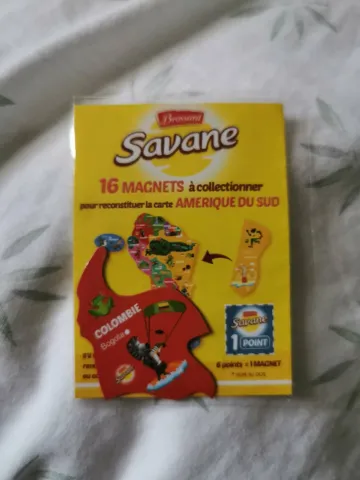 Brossard
Savane
16 MAGNETS à collectionner
pour reconstituer la carte AMÉRIQUE DU SUD
COLOMBIE
Bogota
Savane
1
POINT
6 points = 1 MAGNET